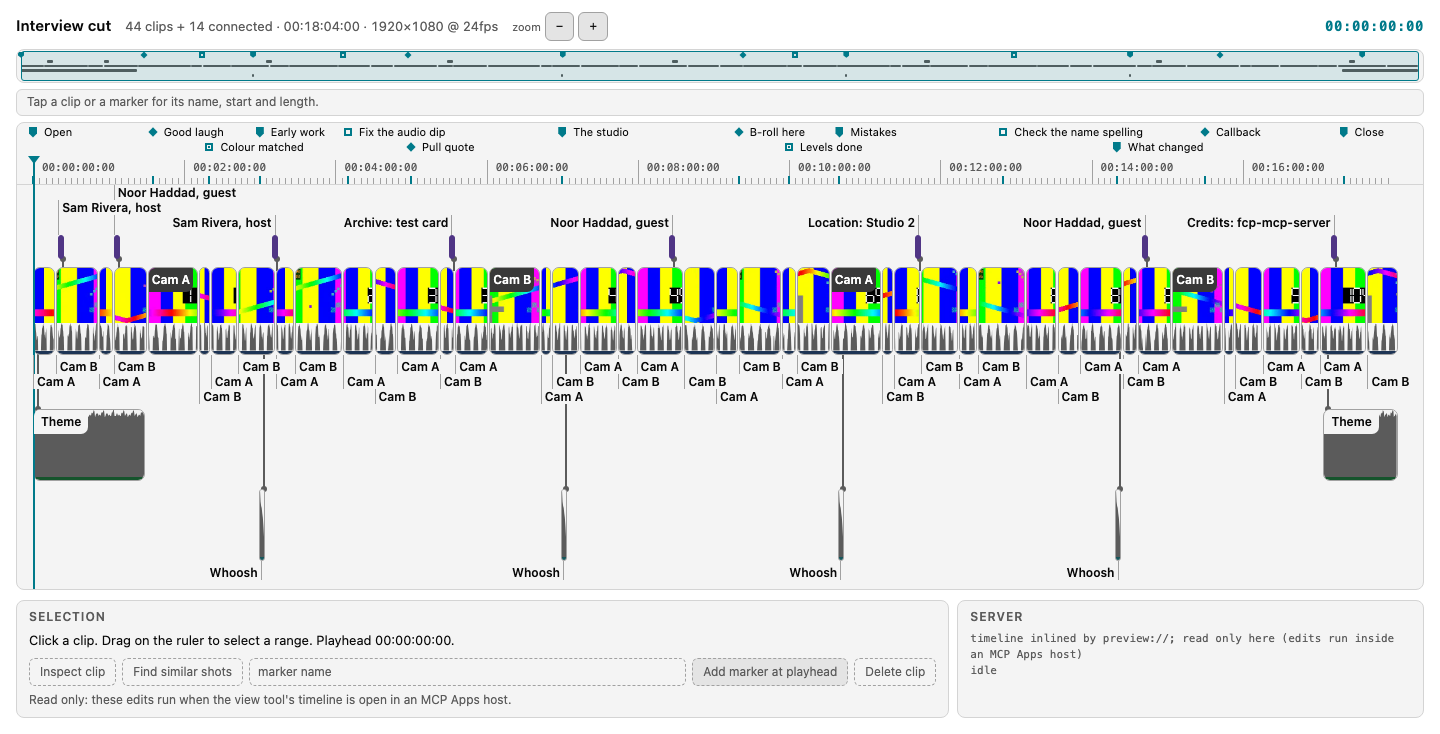 Interview cut 44 clips + 14 connected · 00:18:04:00 · 1920×1080 @ 24fps zoom − + 00:00:00:00
Tap a clip or a marker for its name, start and length.
Open Good laugh Early work Fix the audio dip The studio B-roll here Mistakes Check the name spelling Callback Close
Colour matched Pull quote Levels done What changed
00:00:00:00 00:02:00:00 00:04:00:00 00:06:00:00 00:08:00:00 00:10:00:00 00:12:00:00 00:14:00:00 00:16:00:00
Noor Haddad, guest
Sam Rivera, host
Sam Rivera, host Archive: test card Noor Haddad, guest Location: Studio 2 Noor Haddad, guest Credits: fcp-mcp-server
Cam A Cam B Cam A Cam B
Cam B Cam B Cam B Cam A Cam A Cam A Cam B Cam B Cam B Cam B Cam A Cam A Cam A
Cam A Cam A Cam A Cam A Cam A Cam B Cam B Cam B Cam B Cam A Cam A Cam A Cam A Cam B Cam B Cam B Cam B
Cam B Cam B Cam A Cam A Cam B Cam B Cam A
Theme Theme
Whoosh Whoosh Whoosh Whoosh
SELECTION
Click a clip. Drag on the ruler to select a range. Playhead 00:00:00:00.
Inspect clip Find similar shots marker name Add marker at playhead Delete clip
Read only: these edits run when the view tool's timeline is open in an MCP Apps host.
SERVER
timeline inlined by preview://; read only here (edits run inside
an MCP Apps host)
idle